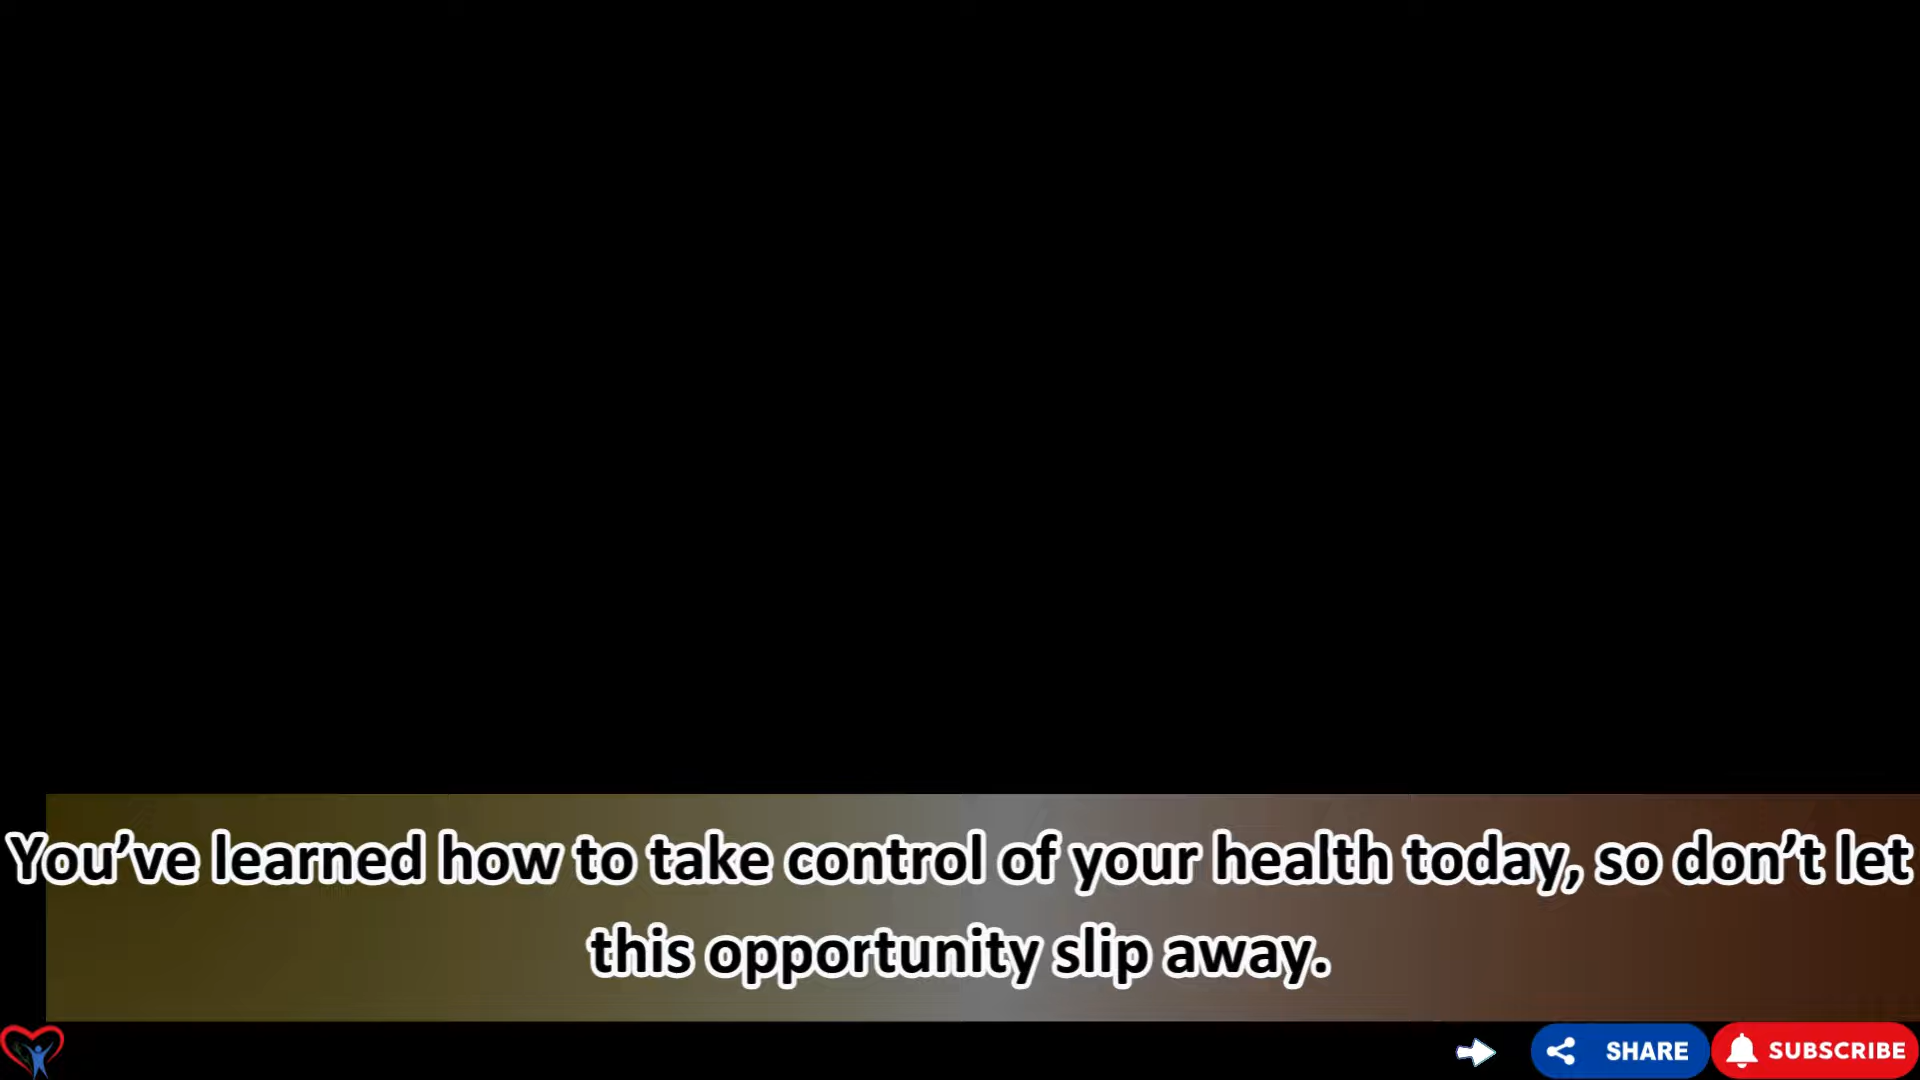 You’ve learned how to take control of your health today, so don’t let
this opportunity slip away.
SHARE
SUBSCRIBE